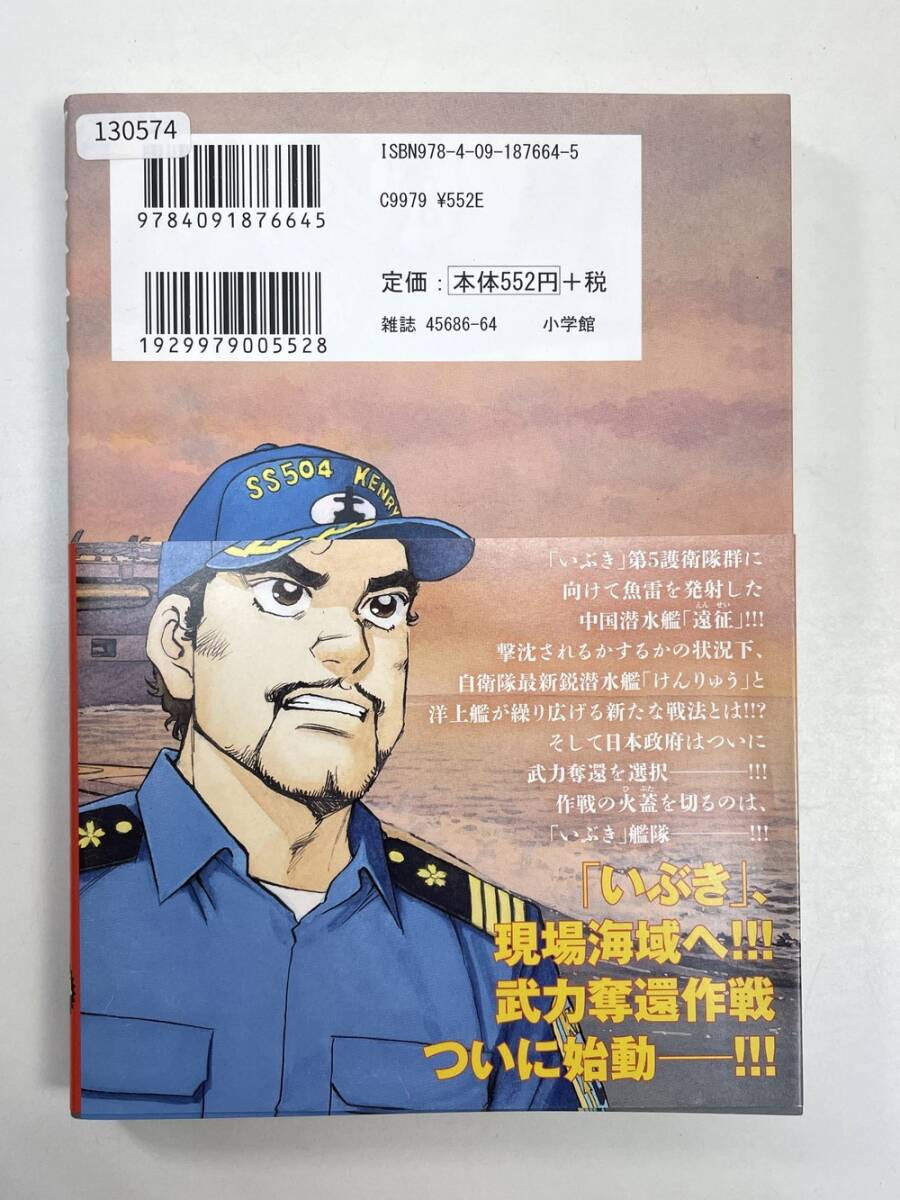 130574
ISBN978-4-09-187664-5
9784091876645
C9979 ¥552E
定価：本体552円＋税
雑誌 45686-64 小学館
1929979005528
SS504 KENRY
「いぶき」第5護衛隊群に
向けて魚雷を発射した
中国潜水艦「遠征」!!!
えん せい
撃沈されるかするかの状況下、
自衛隊最新鋭潜水艦「けんりゅう」と
洋上艦が繰り広げる新たな戦法とは!!?
そして日本政府はついに
武力奪還を選択―――!!!
作戦の火蓋を切るのは、
ひ ぶた
「いぶき」艦隊―――!!!
「いぶき」、
現場海域へ!!!
武力奪還作戦
ついに始動――!!!